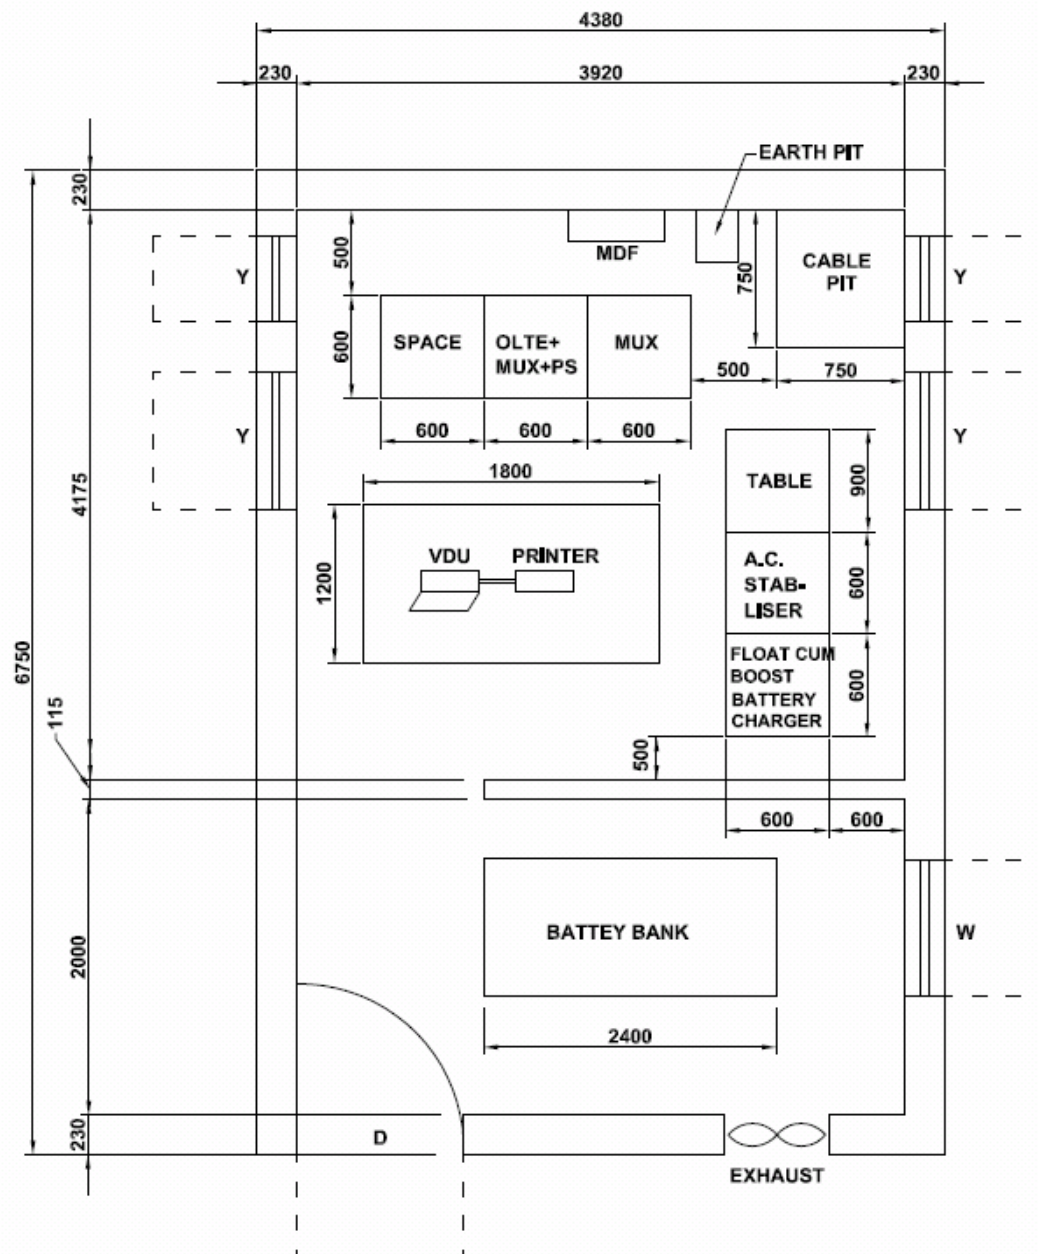 4380
230
3920
230
EARTH PIT
230
500
MDF
750
CABLE
PIT
Y
Y
600
SPACE
OLTE+
MUX+PS
MUX
500
750
Y
Y
600
600
600
1800
4175
TABLE
900
1200
VDU
PRINTER
A.C.
STAB-
LISER
600
6750
FLOAT CUM
BOOST
BATTERY
CHARGER
600
115
500
600
600
2000
BATTEY BANK
W
2400
230
D
EXHAUST